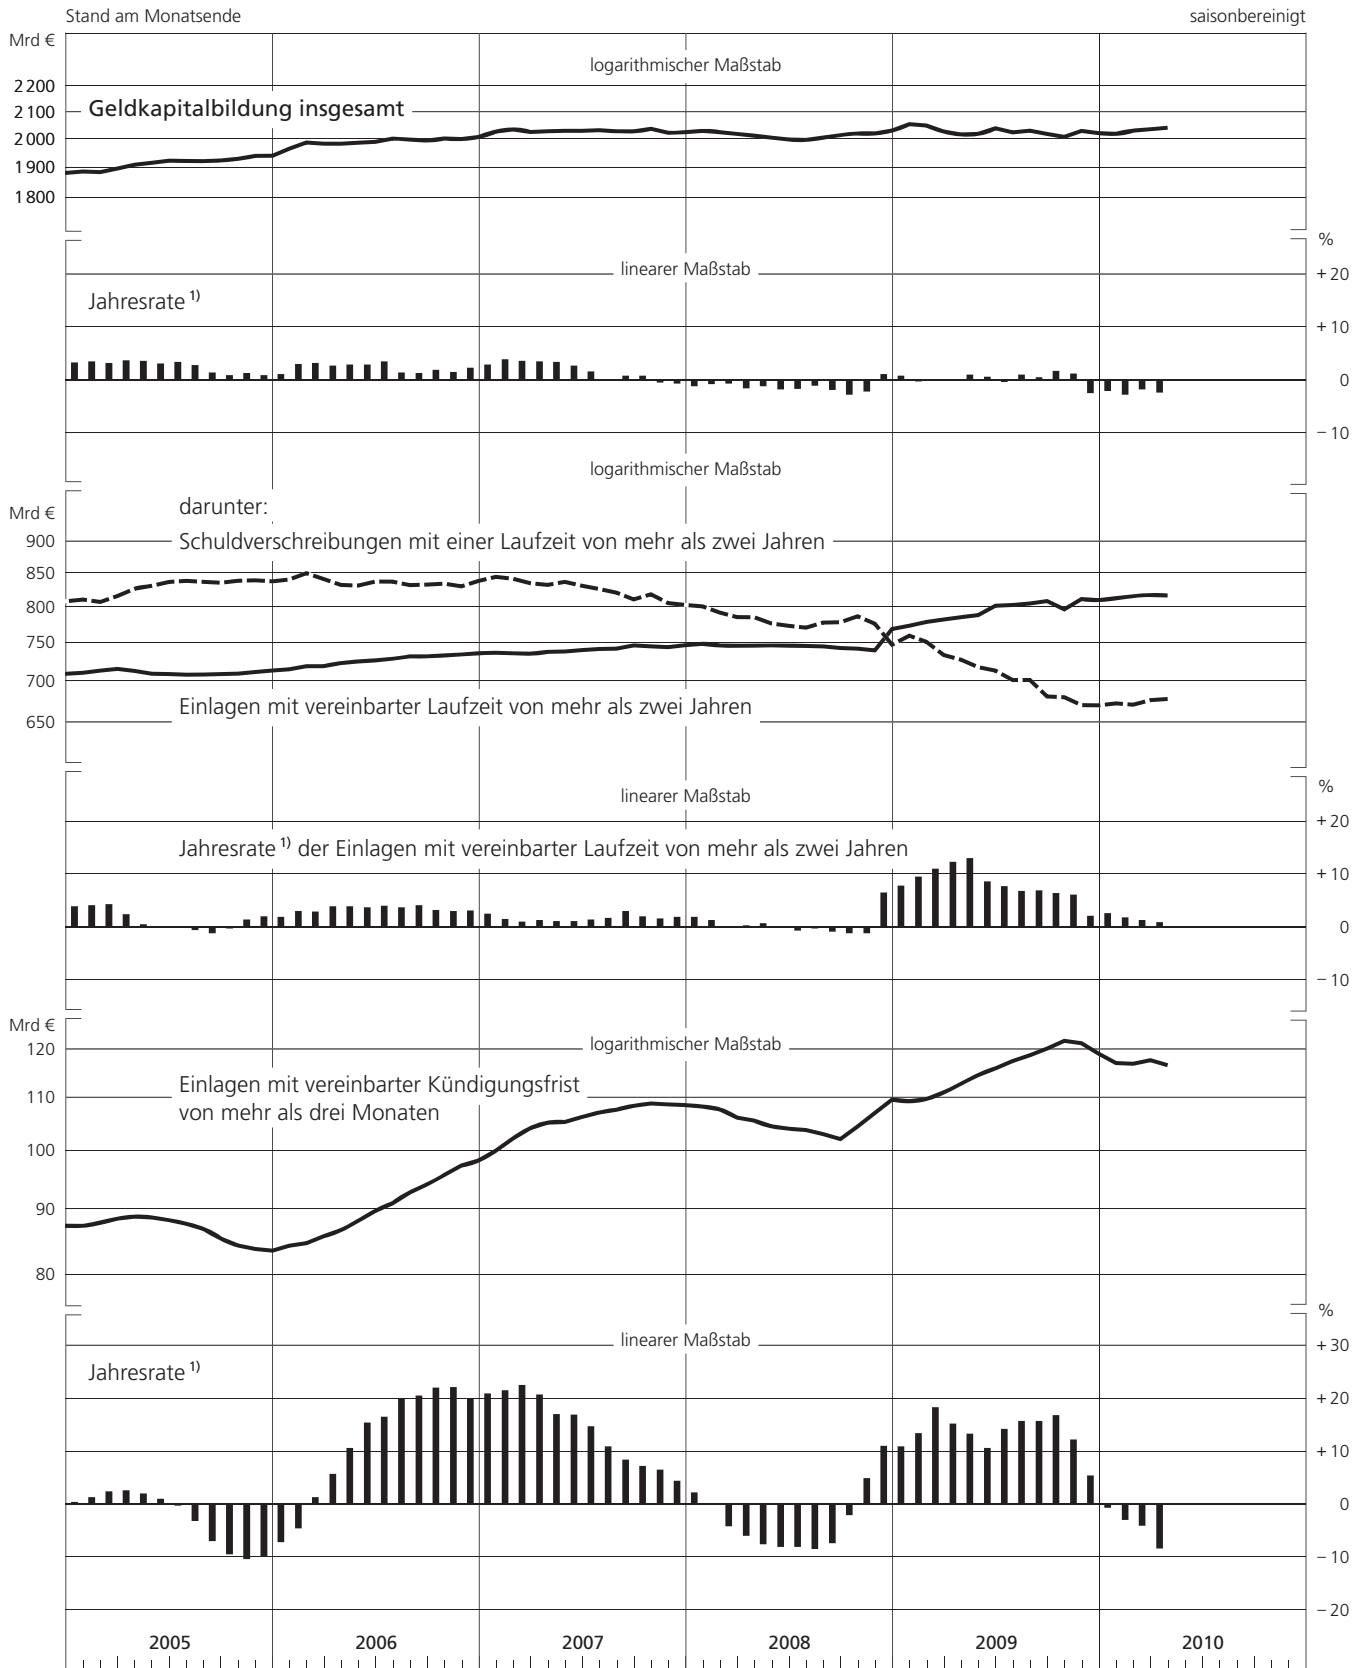 Stand am Monatsende
saisonbereinigt
Mrd €
logarithmischer Maßstab
2 200
2 100
Geldkapitalbildung insgesamt
2 000
1 900
1 800
%
linearer Maßstab
+ 20
Jahresrate 1)
+ 10
0
− 10
logarithmischer Maßstab
darunter:
Mrd €
900
Schuldverschreibungen mit einer Laufzeit von mehr als zwei Jahren
850
800
750
700
Einlagen mit vereinbarter Laufzeit von mehr als zwei Jahren
650
%
linearer Maßstab
+ 20
Jahresrate 1) der Einlagen mit vereinbarter Laufzeit von mehr als zwei Jahren
+ 10
0
− 10
Mrd €
logarithmischer Maßstab
120
Einlagen mit vereinbarter Kündigungsfrist
von mehr als drei Monaten
110
100
90
80
%
linearer Maßstab
+ 30
Jahresrate 1)
+ 20
+ 10
0
− 10
− 20
2005 2006 2007 2008 2009 2010